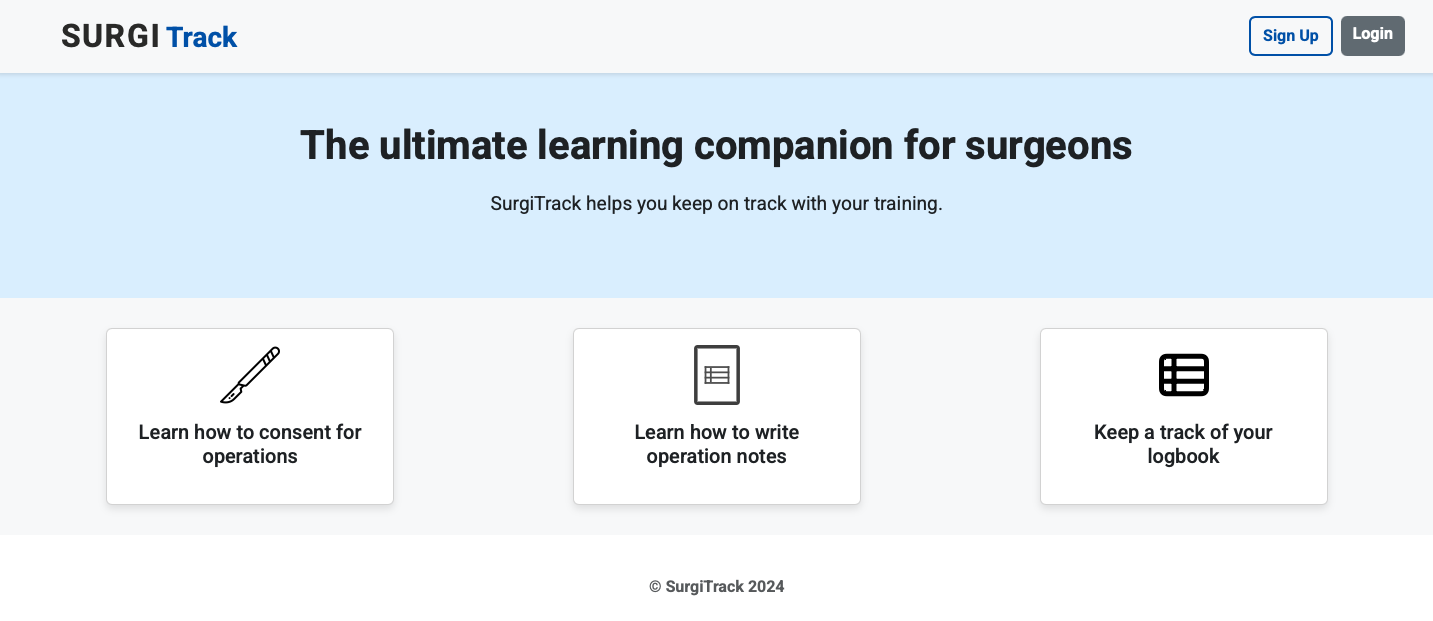 SURGI Track
Sign Up
Login
The ultimate learning companion for surgeons
SurgiTrack helps you keep on track with your training.
Learn how to consent for
operations
Learn how to write
operation notes
Keep a track of your
logbook
© SurgiTrack 2024